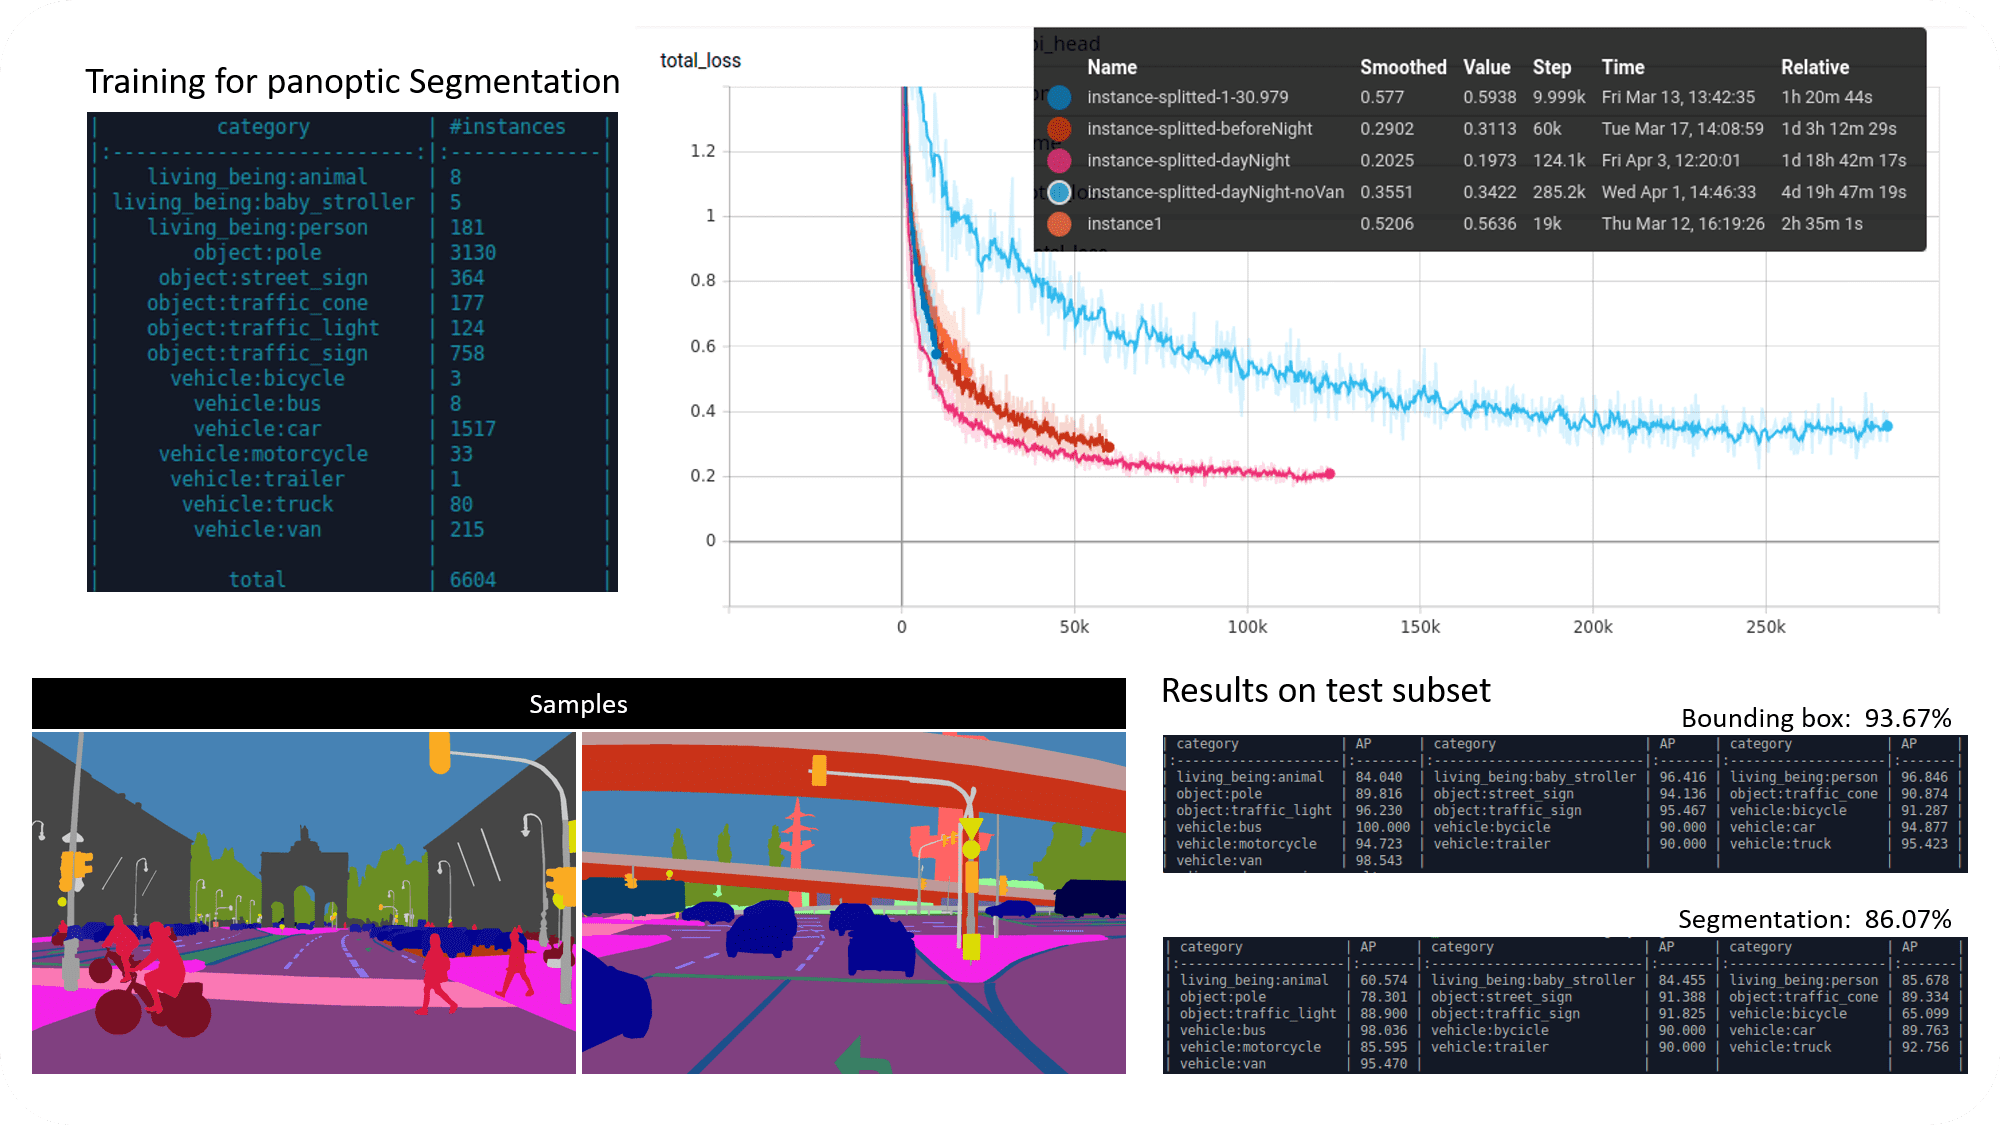 Training for panoptic Segmentation
| category | #instances |
|:--------------------------:|:-------------|
| living_being:animal | 8 |
| living_being:baby_stroller | 5 |
| living_being:person | 181 |
| object:pole | 3130 |
| object:street_sign | 364 |
| object:traffic_cone | 177 |
| object:traffic_light | 124 |
| object:traffic_sign | 758 |
| vehicle:bicycle | 3 |
| vehicle:bus | 8 |
| vehicle:car | 1517 |
| vehicle:motorcycle | 33 |
| vehicle:trailer | 1 |
| vehicle:truck | 80 |
| vehicle:van | 215 |
| | |
| total | 6604 |
total_loss
Name Smoothed Value Step Time Relative
instance-splitted-1-30.979 0.577 0.5938 9.999k Fri Mar 13, 13:42:35 1h 20m 44s
instance-splitted-beforeNight 0.2902 0.3113 60k Tue Mar 17, 14:08:59 1d 3h 12m 29s
instance-splitted-dayNight 0.2025 0.1973 124.1k Fri Apr 3, 12:20:01 1d 18h 42m 17s
instance-splitted-dayNight-noVan 0.3551 0.3422 285.2k Wed Apr 1, 14:46:33 4d 19h 47m 19s
instance1 0.5206 0.5636 19k Thu Mar 12, 16:19:26 2h 35m 1s
1.2
1
0.8
0.6
0.4
0.2
0
0 50k 100k 150k 200k 250k
Samples
Results on test subset
Bounding box: 93.67%
| category | AP | category | AP | category | AP |
|:---------------------|:--------|:---------------------------|:-------|:--------------------|:-------|
| living_being:animal | 84.040 | living_being:baby_stroller | 96.416 | living_being:person | 96.846 |
| object:pole | 89.816 | object:street_sign | 94.136 | object:traffic_cone | 90.874 |
| object:traffic_light | 96.230 | object:traffic_sign | 95.467 | vehicle:bicycle | 91.287 |
| vehicle:bus | 100.000 | vehicle:bycicle | 90.000 | vehicle:car | 94.877 |
| vehicle:motorcycle | 94.723 | vehicle:trailer | 90.000 | vehicle:truck | 95.423 |
| vehicle:van | 98.543 | | | | |
Segmentation: 86.07%
| category | AP | category | AP | category | AP |
|:---------------------|:-------|:---------------------------|:-------|:--------------------|:-------|
| living_being:animal | 60.574 | living_being:baby_stroller | 84.455 | living_being:person | 85.678 |
| object:pole | 78.301 | object:street_sign | 91.388 | object:traffic_cone | 89.334 |
| object:traffic_light | 88.900 | object:traffic_sign | 91.825 | vehicle:bicycle | 65.099 |
| vehicle:bus | 98.036 | vehicle:bycicle | 90.000 | vehicle:car | 89.763 |
| vehicle:motorcycle | 85.595 | vehicle:trailer | 90.000 | vehicle:truck | 92.756 |
| vehicle:van | 95.470 | | | | |